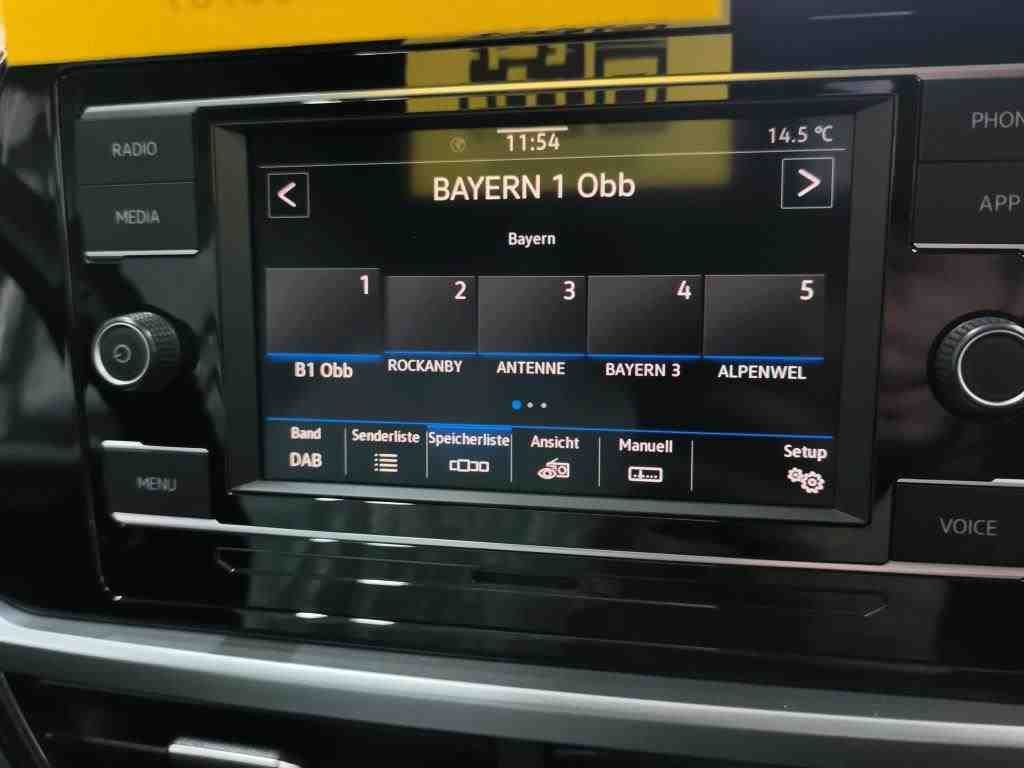 RADIO
MEDIA
MENU
PHON
APP
VOICE
11:54
14.5 °C
<
BAYERN 1 Obb
>
Bayern
1 2 3 4 5
B1 Obb ROCKANBY ANTENNE BAYERN 3 ALPENWEL
Band Senderliste Speicherliste Ansicht Manuell Setup
DAB